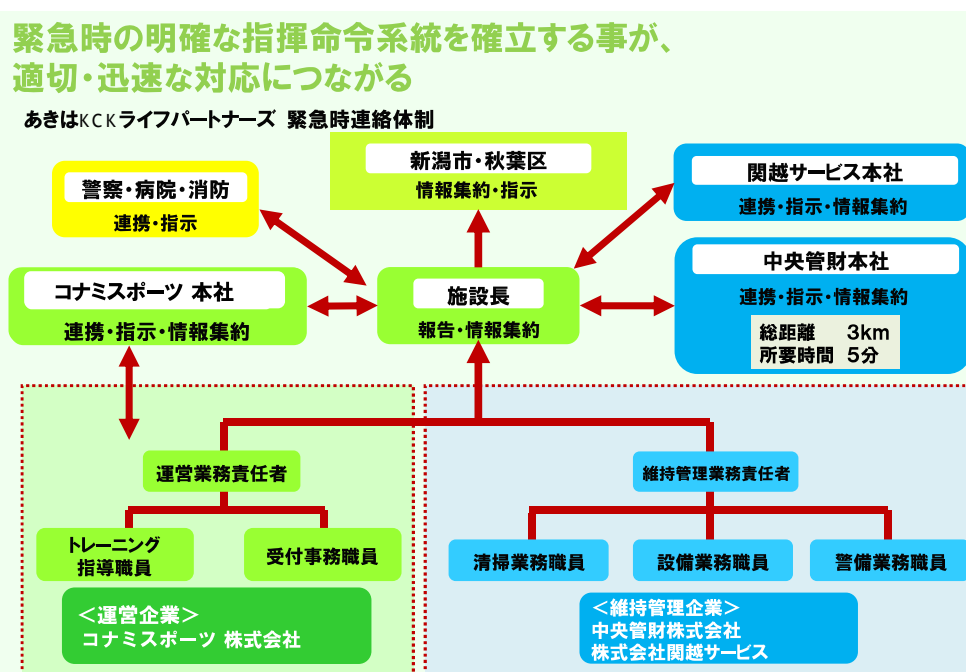 緊急時の明確な指揮命令系統を確立する事が、
適切・迅速な対応につながる
あきはKCKライフパートナーズ 緊急時連絡体制
新潟市・秋葉区
情報集約・指示
警察・病院・消防
連携・指示
関越サービス本社
連携・指示・情報集約
コナミスポーツ 本社
連携・指示・情報集約
施設長
報告・情報集約
中央管財本社
連携・指示・情報集約
総距離 3km
所要時間 5分
運営業務責任者
維持管理業務責任者
トレーニング
指導職員
受付事務職員
清掃業務職員
設備業務職員
警備業務職員
＜運営企業＞
コナミスポーツ 株式会社
＜維持管理企業＞
中央管財株式会社
株式会社関越サービス